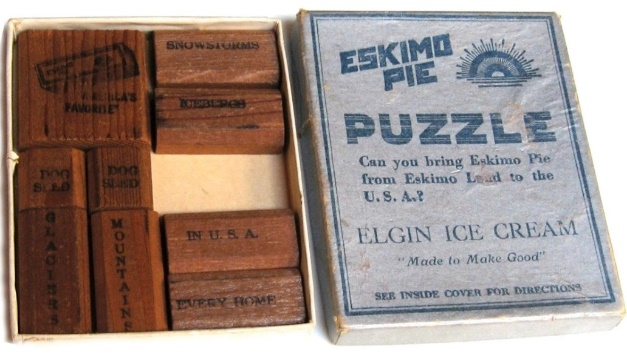 SNOWSTORMS
ICEBERGS
FAVORITE"
DOG
SLED
DOG
SLED
GLACIERS
MOUNTAINS
IN U. S. A.
EVERY HOME
ESKIMO
PIE
PUZZLE
Can you bring Eskimo Pie
from Eskimo Land to the
U. S. A.?
ELGIN ICE CREAM
"Made to Make Good"
SEE INSIDE COVER FOR DIRECTIONS